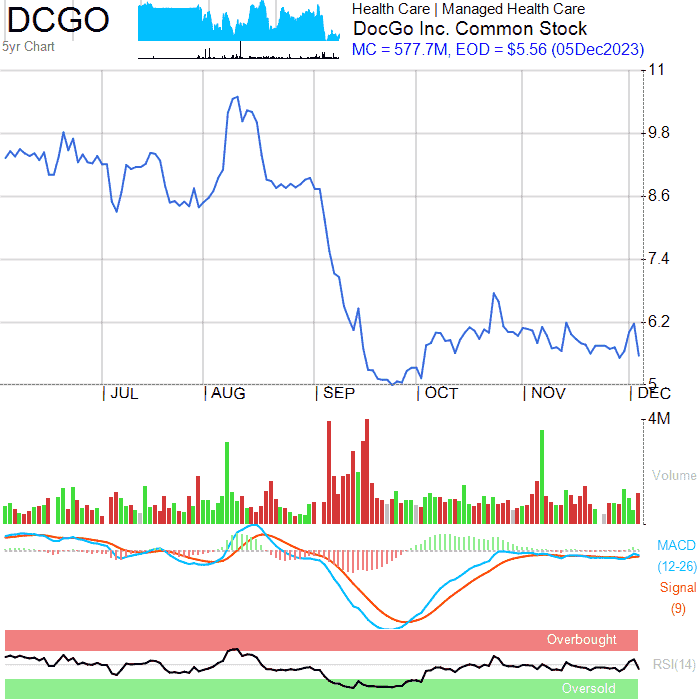 DCGO
5yr Chart
Health Care | Managed Health Care
DocGo Inc. Common Stock
MC = 577.7M, EOD = $5.56 (05Dec2023)
11
9.8
8.6
7.4
6.2
5
| JUL | AUG | SEP | OCT | NOV | DEC
4M
Volume
MACD
(12-26)
Signal
(9)
Overbought
RSI(14)
Oversold